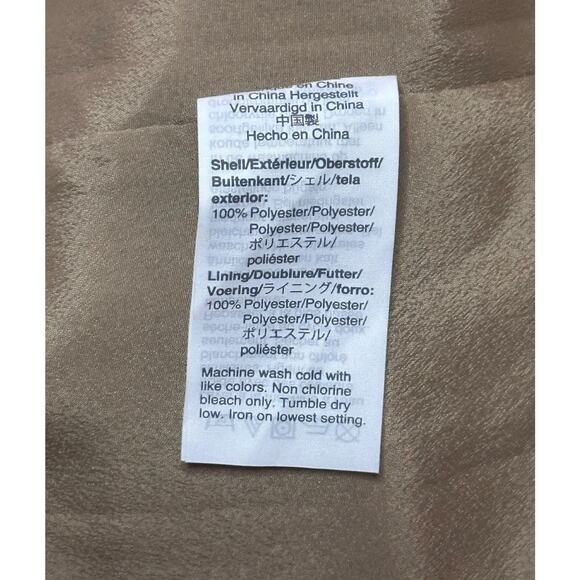 en Chine
in China Hergestellt
Vervaardigd in China
中国製
Hecho en China
Shell/Extérieur/Oberstoff/
Buitenkant/シェル/tela
exterior:
100% Polyester/Polyester/
Polyester/Polyester/
ポリエステル/
poliéster
Lining/Doublure/Futter/
Voering/ライニング/forro:
100% Polyester/Polyester/
Polyester/Polyester/
ポリエステル/
poliéster
Machine wash cold with
like colors. Non chlorine
bleach only. Tumble dry
low. Iron on lowest setting.